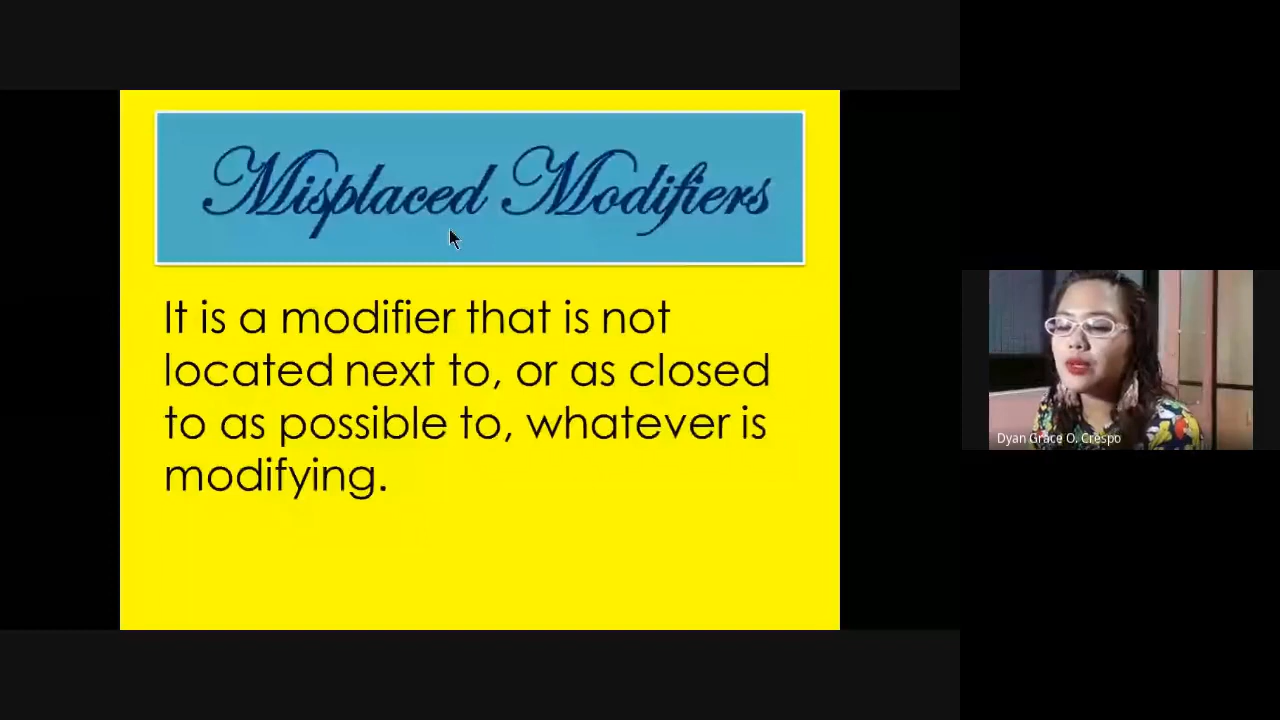 Misplaced Modifiers
It is a modifier that is not
located next to, or as closed
to as possible to, whatever is
modifying.
Dyan Grace O. Crespo